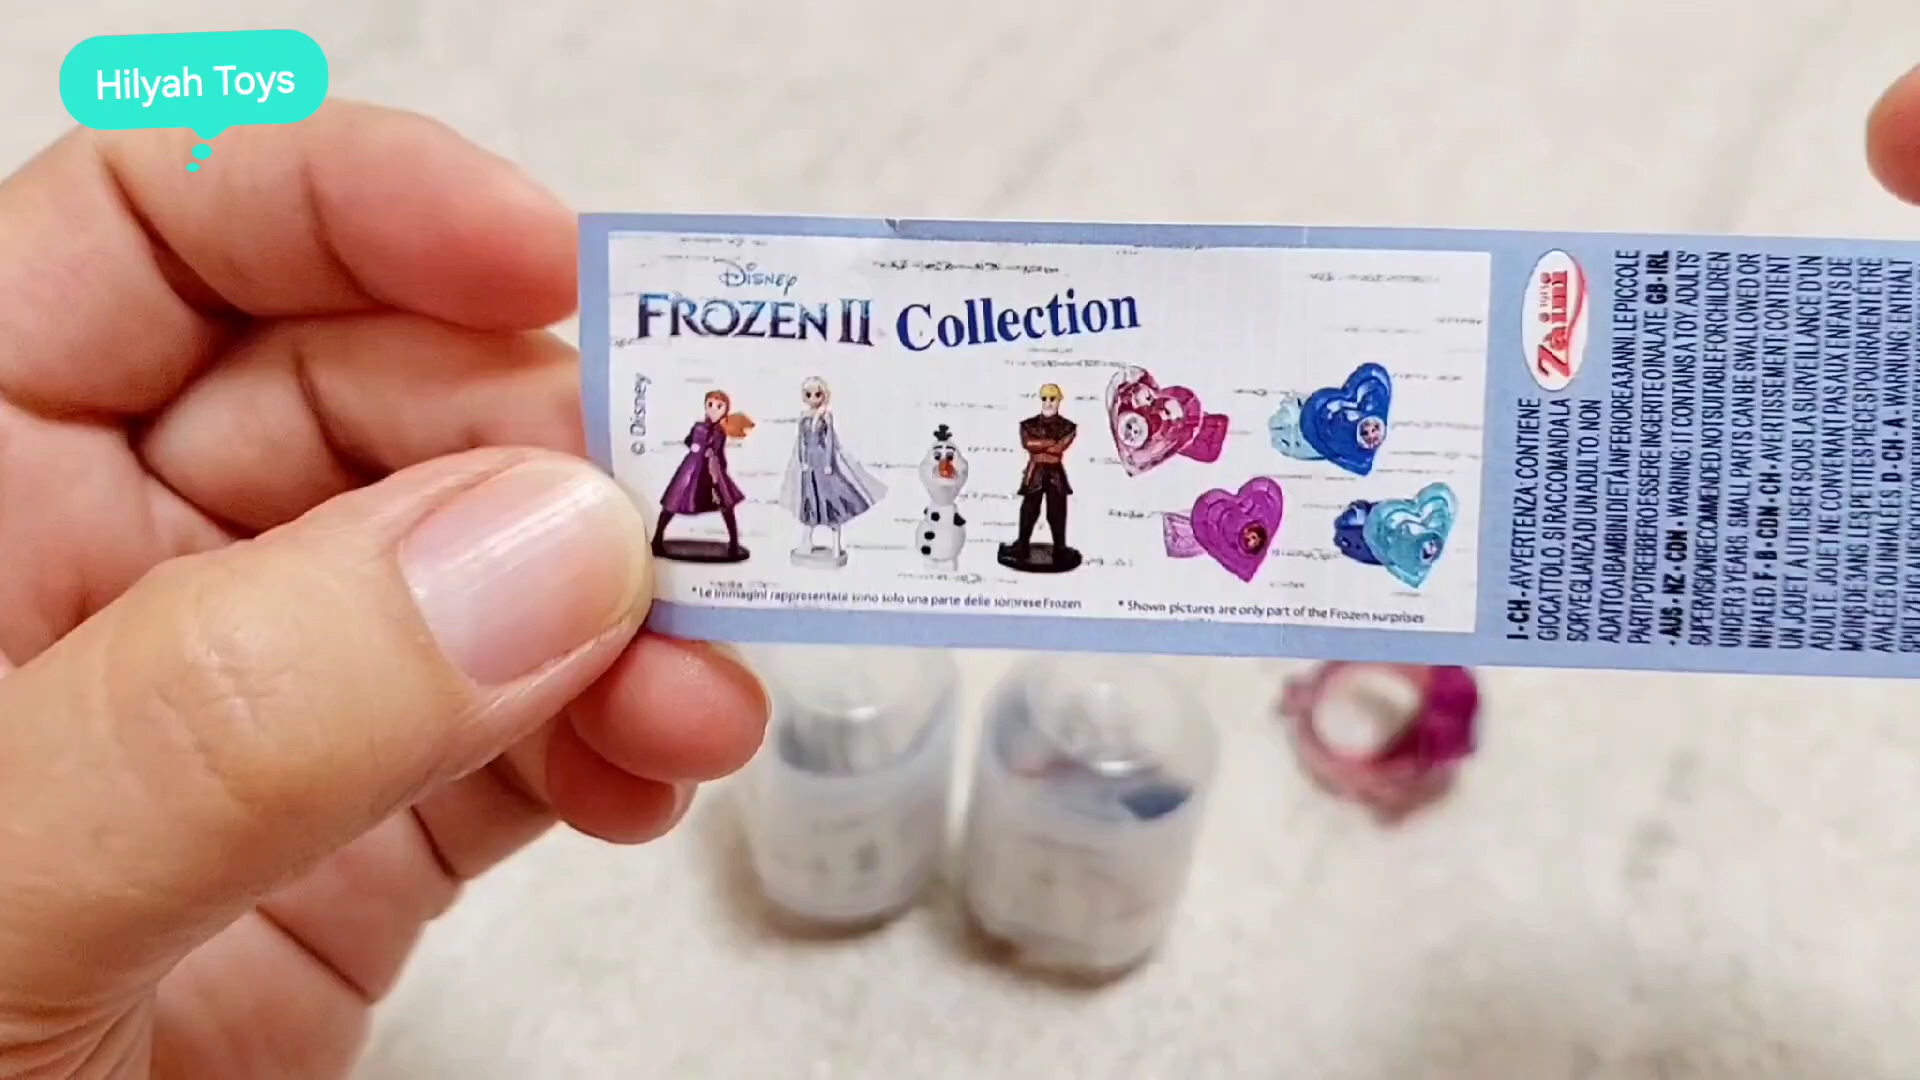 Hilyah Toys
Disney
FROZEN II Collection
© Disney
* Le immagini rappresentate sono solo una parte delle sorprese Frozen
* Shown pictures are only part of the Frozen surprises
Zaini
I-CH - AVVERTENZA: CONTIENE
GIOCATTOLO. SI RACCOMANDA LA
SORVEGLIANZA DI UN ADULTO. NON
ADATTO A BAMBINI DI ETÀ INFERIORE A 3 ANNI. LE PICCOLE
PARTI POTREBBERO ESSERE INGERITE O INALATE. GB - IRL
- AUS - NZ - CDN - WARNING: IT CONTAINS A TOY. ADULTS'
SUPERVISION RECOMMENDED. NOT SUITABLE FOR CHILDREN
UNDER 3 YEARS. SMALL PARTS CAN BE SWALLOWED OR
INHALED. F - B - CDN - CH - AVERTISSEMENT: CONTIENT
UN JOUET. A UTILISER SOUS LA SURVEILLANCE D'UN
ADULTE. JOUET NE CONVENANT PAS AUX ENFANTS DE
MOINS DE 3 ANS. LES PETITES PIECES POURRAIENT ÊTRE
AVALÉES OU INHALÉES. D - CH - A - WARNUNG: ENTHÄLT